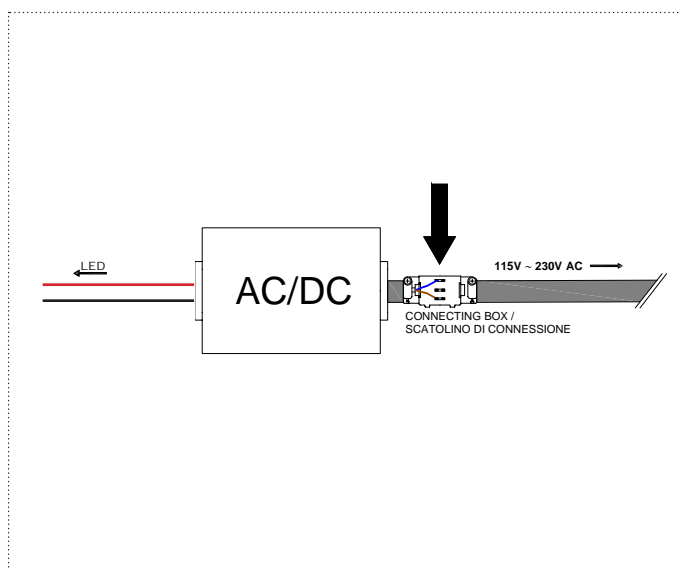 LED
AC/DC
115V ~ 230V AC
CONNECTING BOX /
SCATOLINO DI CONNESSIONE